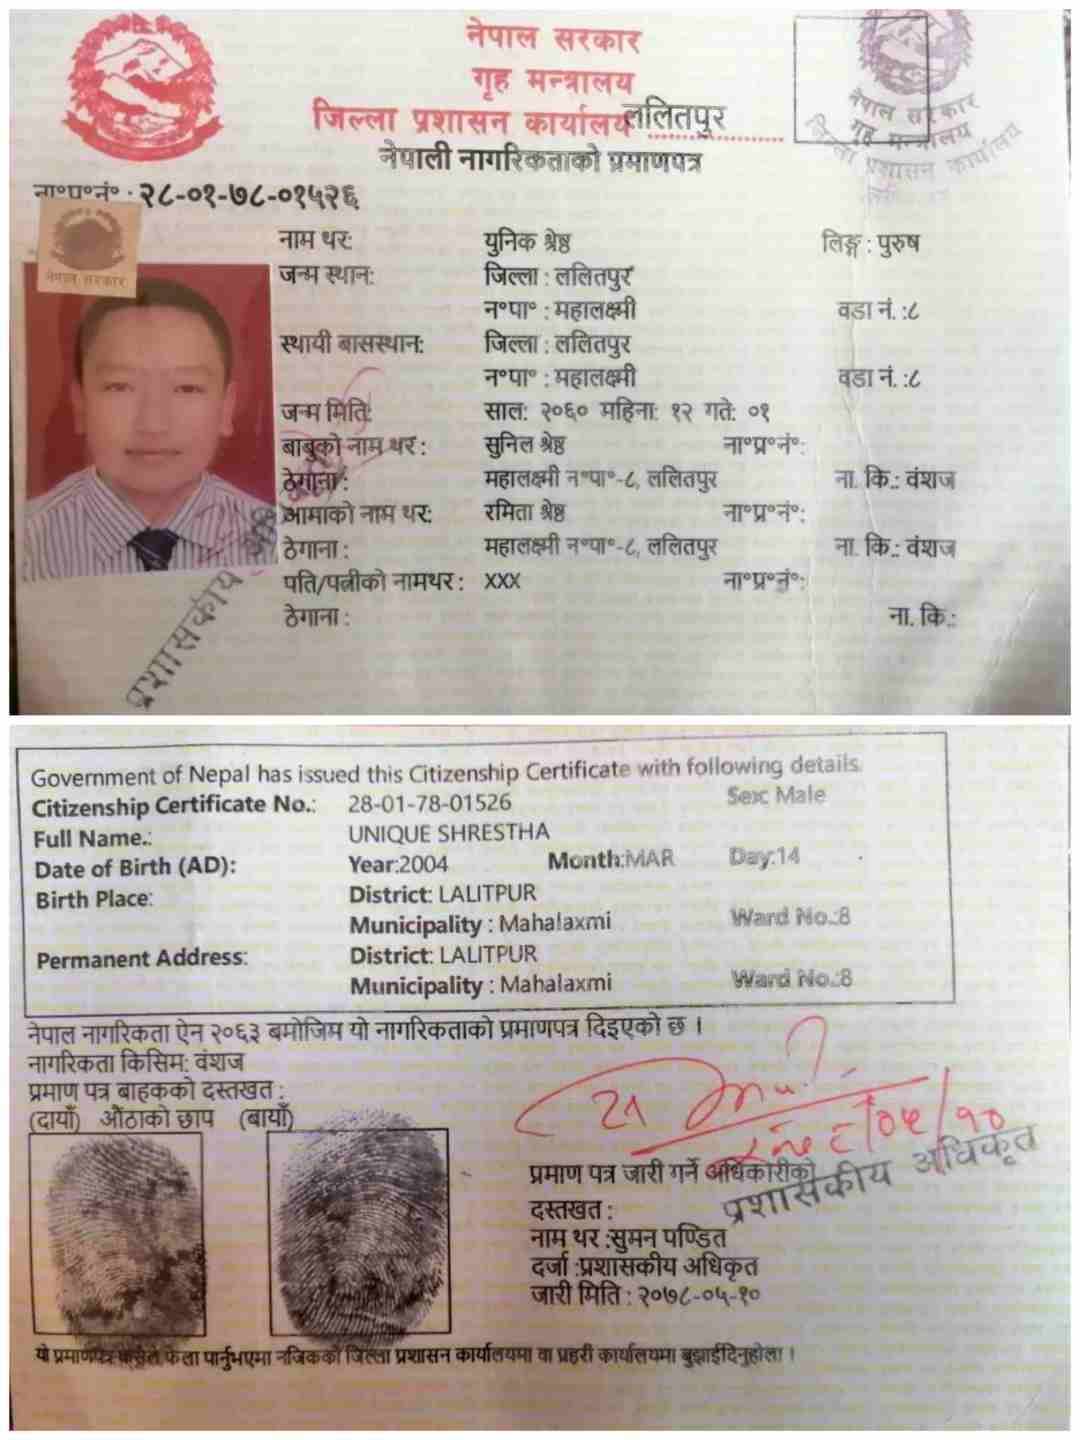 नेपाल सरकार
गृह मन्त्रालय
जिल्ला प्रशासन कार्यालय ललितपुर
नेपाल सरकार
गृह मन्त्रालय
जिल्ला प्रशासन कार्यालय
नेपाली नागरिकताको प्रमाणपत्र
ना॰प्र॰नं॰ : २८-०१-७८-०१५२६
नेपाल सरकार
नाम थर: युनिक श्रेष्ठ लिङ्ग : पुरुष
जन्म स्थान: जिल्ला : ललितपुर
न॰पा॰ : महालक्ष्मी वडा नं. :८
स्थायी बासस्थान: जिल्ला : ललितपुर
न॰पा॰ : महालक्ष्मी वडा नं. :८
जन्म मिति: साल: २०६० महिना: १२ गते: ०१
बाबुको नाम थर : सुनिल श्रेष्ठ ना॰प्र॰नं॰:
ठेगाना: महालक्ष्मी न॰पा॰-८, ललितपुर ना. कि.: वंशज
आमाको नाम थर: रमिता श्रेष्ठ ना॰प्र॰नं॰:
ठेगाना : महालक्ष्मी न॰पा॰-८, ललितपुर ना. कि.: वंशज
पति/पत्नीको नामथर : XXX ना॰प्र॰नं॰:
ठेगाना : ना. कि.:
प्रशासकीय
Government of Nepal has issued this Citizenship Certificate with following details
Citizenship Certificate No.: 28-01-78-01526 Sex: Male
Full Name.: UNIQUE SHRESTHA
Date of Birth (AD): Year:2004 Month:MAR Day:14
Birth Place: District: LALITPUR
Municipality : Mahalaxmi Ward No.:8
Permanent Address: District: LALITPUR
Municipality : Mahalaxmi Ward No.:8
नेपाल नागरिकता ऐन २०६३ बमोजिम यो नागरिकताको प्रमाणपत्र दिइएको छ ।
नागरिकता किसिम: वंशज
प्रमाण पत्र बाहकको दस्तखत :
(दायाँ) औंठाको छाप (बायाँ)
प्रमाण पत्र जारी गर्ने अधिकारीको
प्रशासकीय अधिकृत
दस्तखत :
नाम थर :सुमन पण्डित
दर्जा :प्रशासकीय अधिकृत
जारी मिति : २०७८-०५-१०
यो प्रमाणपत्र कसैले फेला पार्नुभएमा नजिकको जिल्ला प्रशासन कार्यालयमा वा प्रहरी कार्यालयमा बुझाईदिनुहोला ।